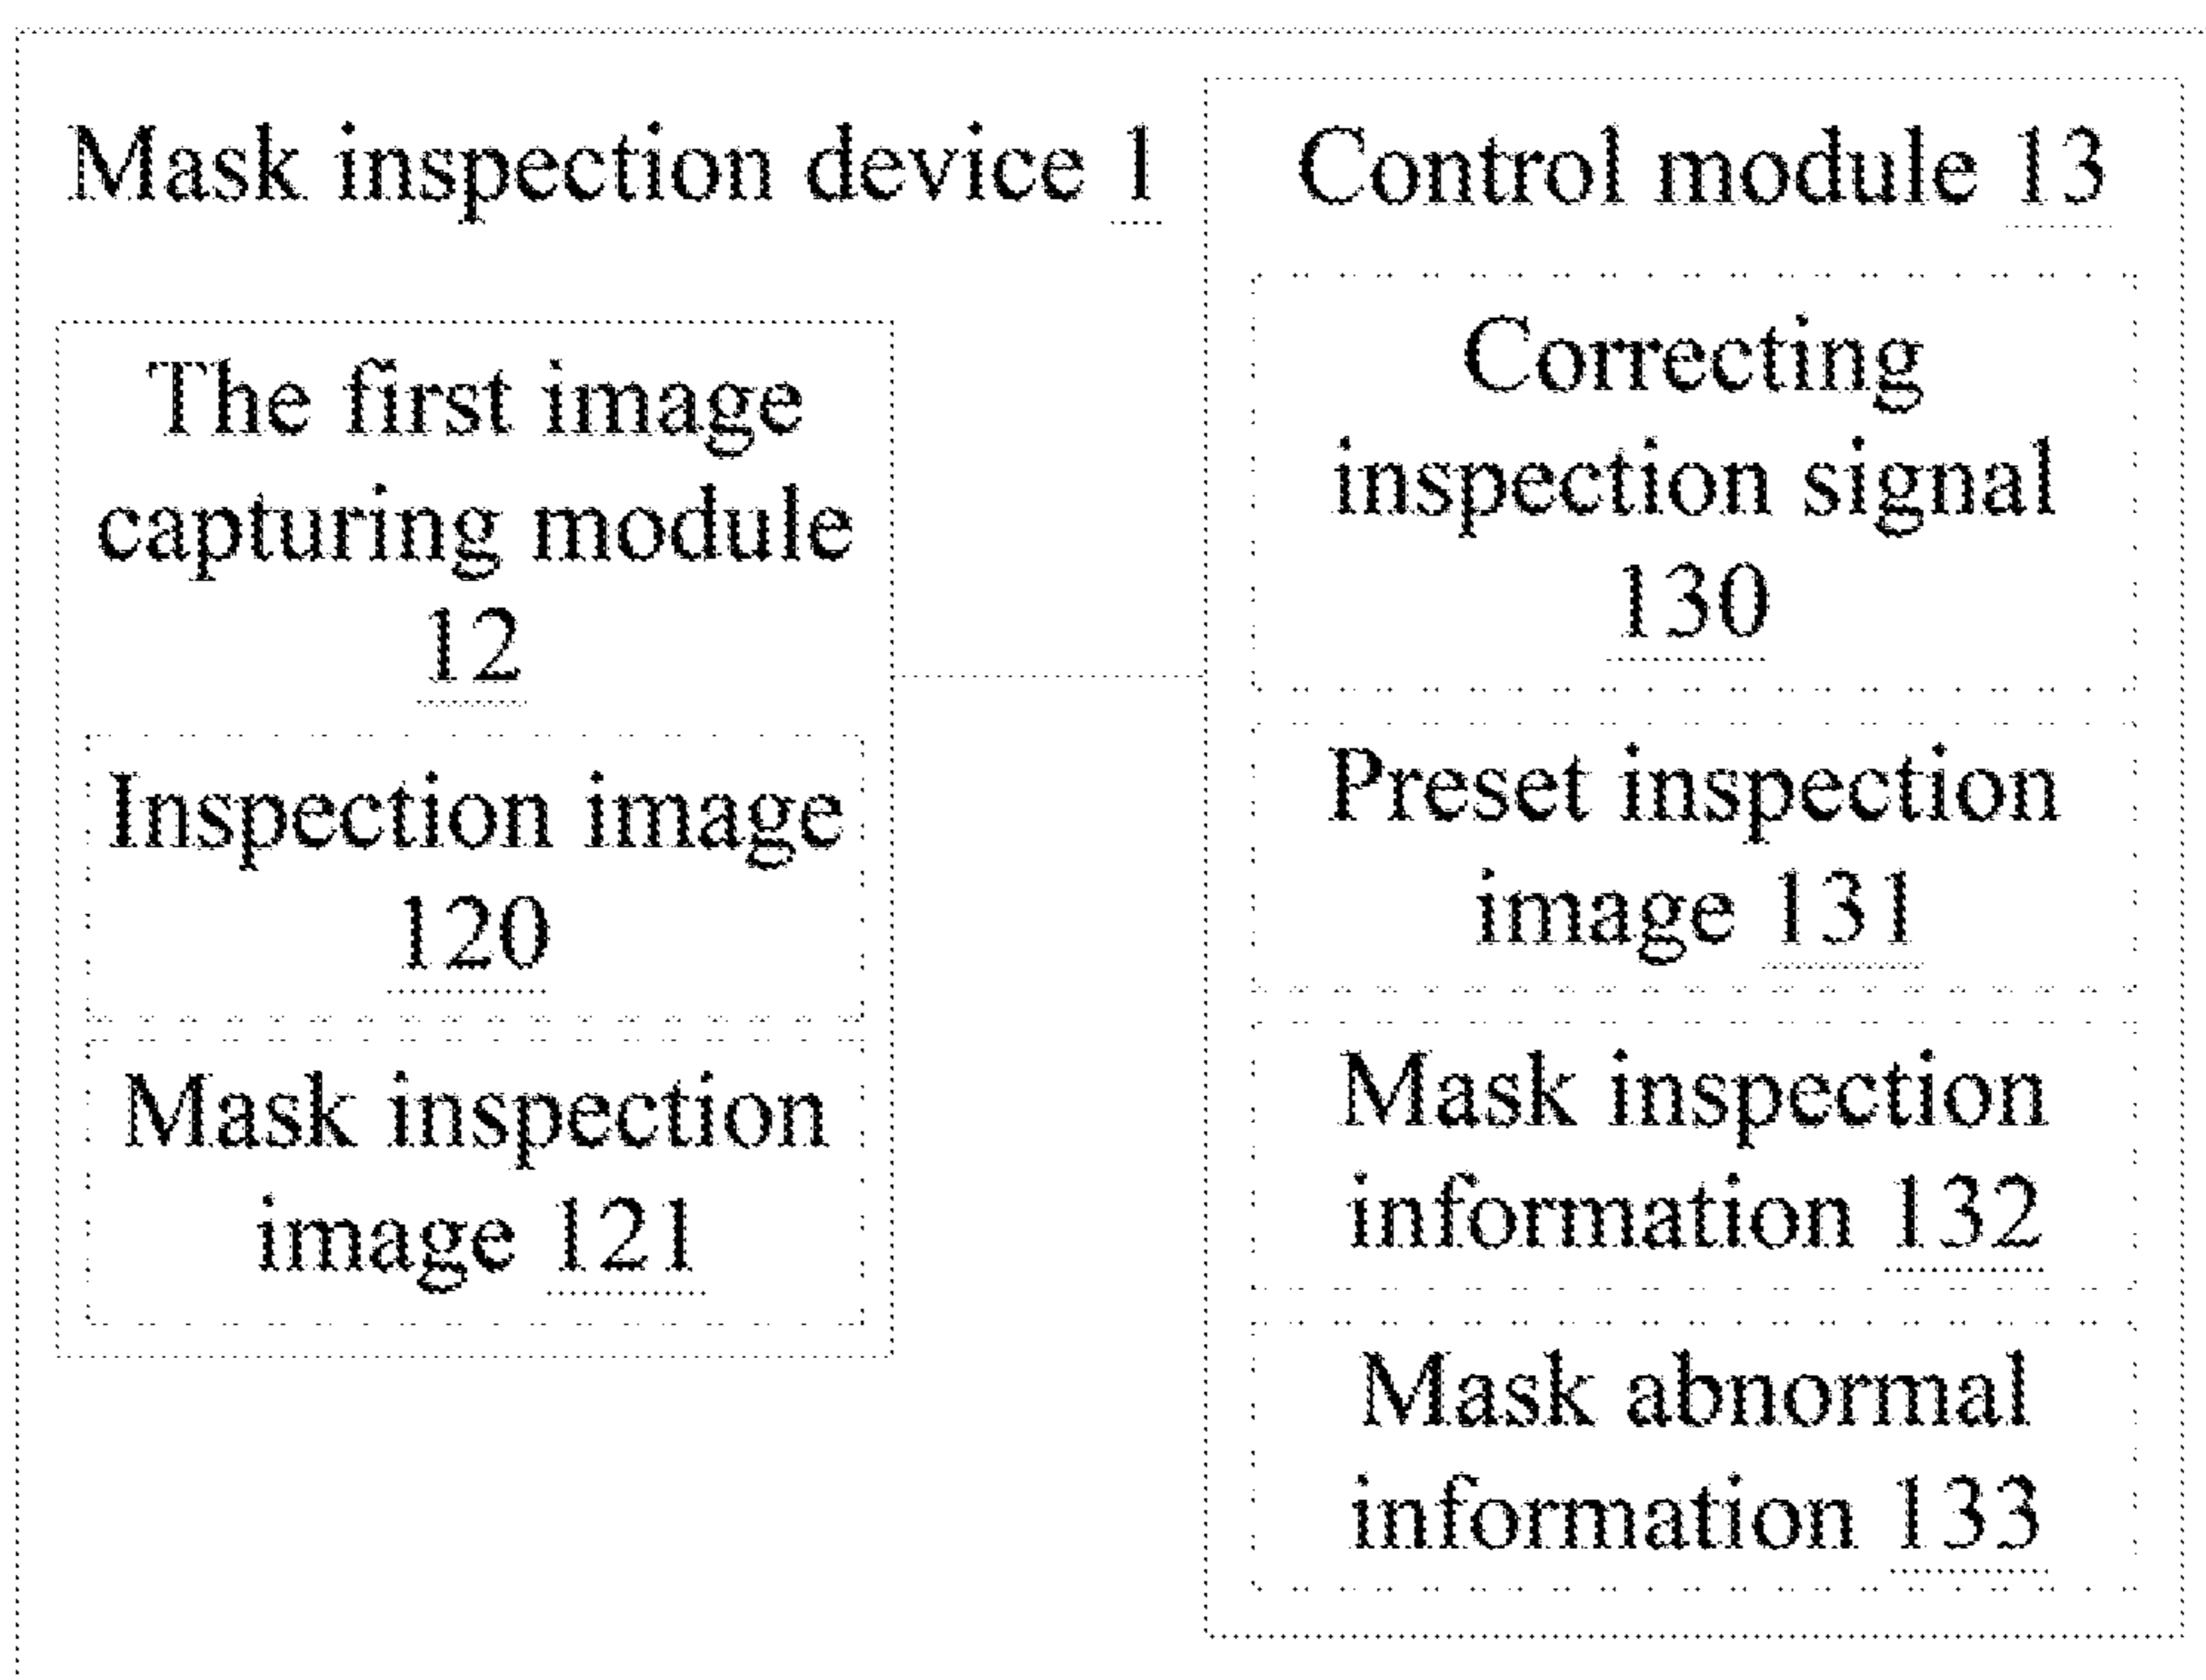 Mask inspection device 1
The first image
capturing module
12
Inspection image
120
Mask inspection
image 121
Control module 13
Correcting
inspection signal
130
Preset inspection
image 131
Mask inspection
information 132
Mask abnormal
information 133